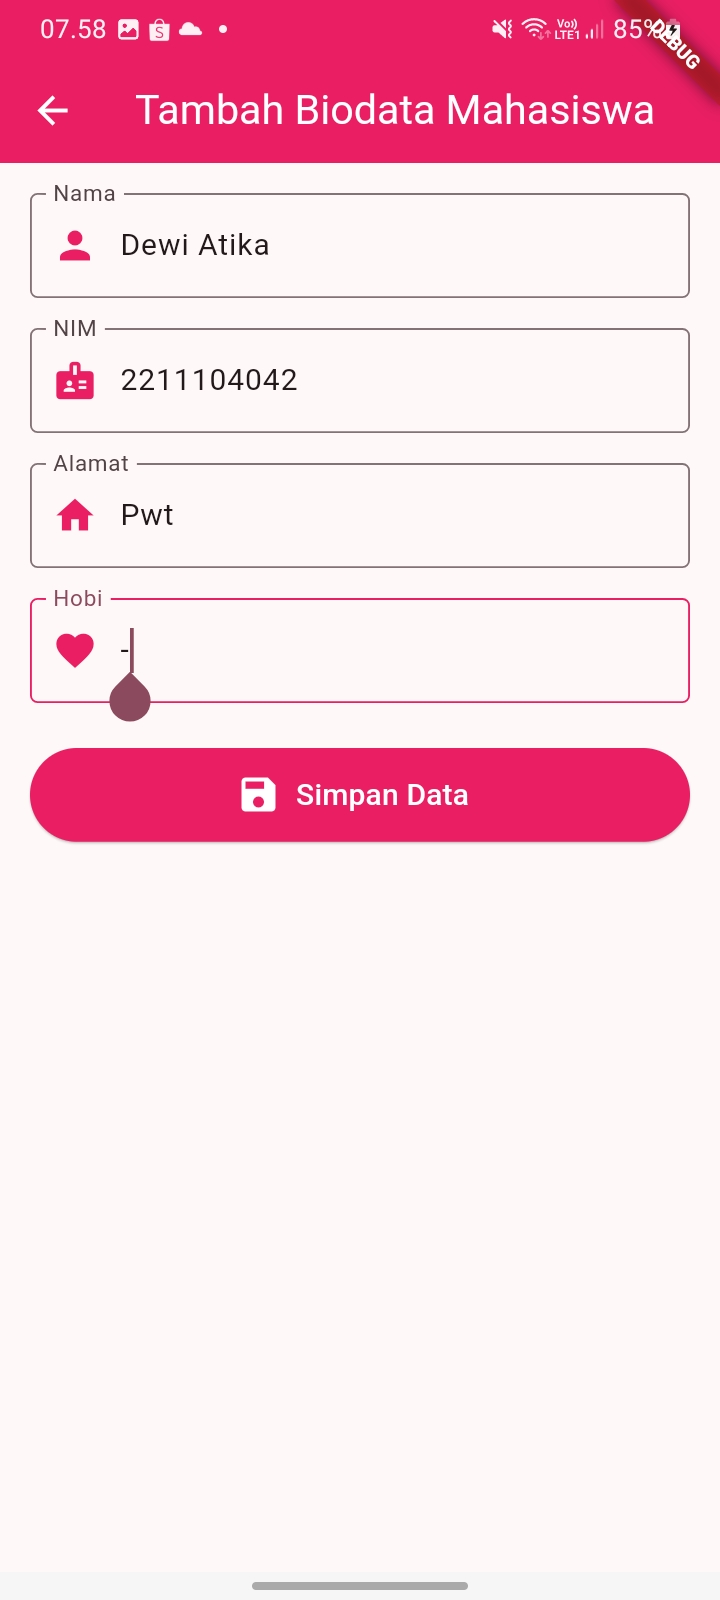 07.58
Vo))
LTE1
85%
DEBUG
Tambah Biodata Mahasiswa
Nama
Dewi Atika
NIM
2211104042
Alamat
Pwt
Hobi
-
Simpan Data